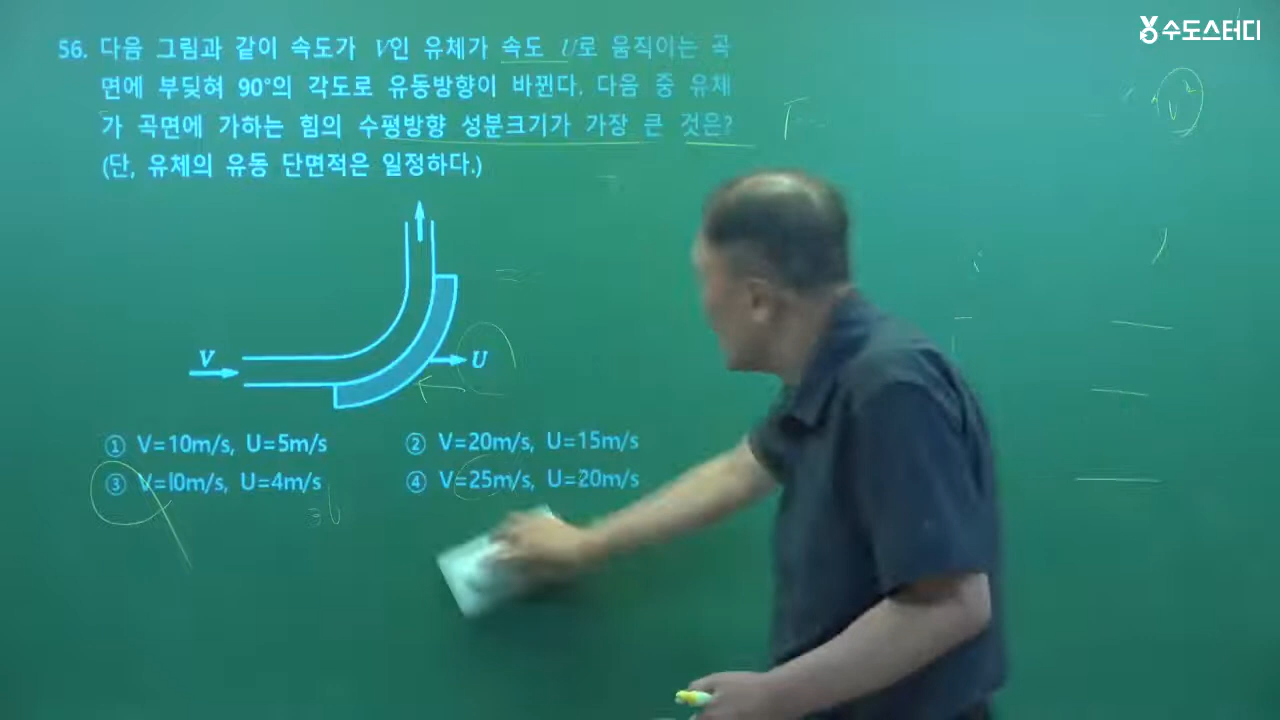 수도스터디
56. 다음 그림과 같이 속도가 V인 유체가 속도 U로 움직이는 곡
면에 부딪혀 90°의 각도로 유동방향이 바뀐다. 다음 중 유체
가 곡면에 가하는 힘의 수평방향 성분크기가 가장 큰 것은?
(단, 유체의 유동 단면적은 일정하다.)
V
U
① V=10m/s, U=5m/s
② V=20m/s, U=15m/s
③ V=l0m/s, U=4m/s
④ V=25m/s, U=20m/s